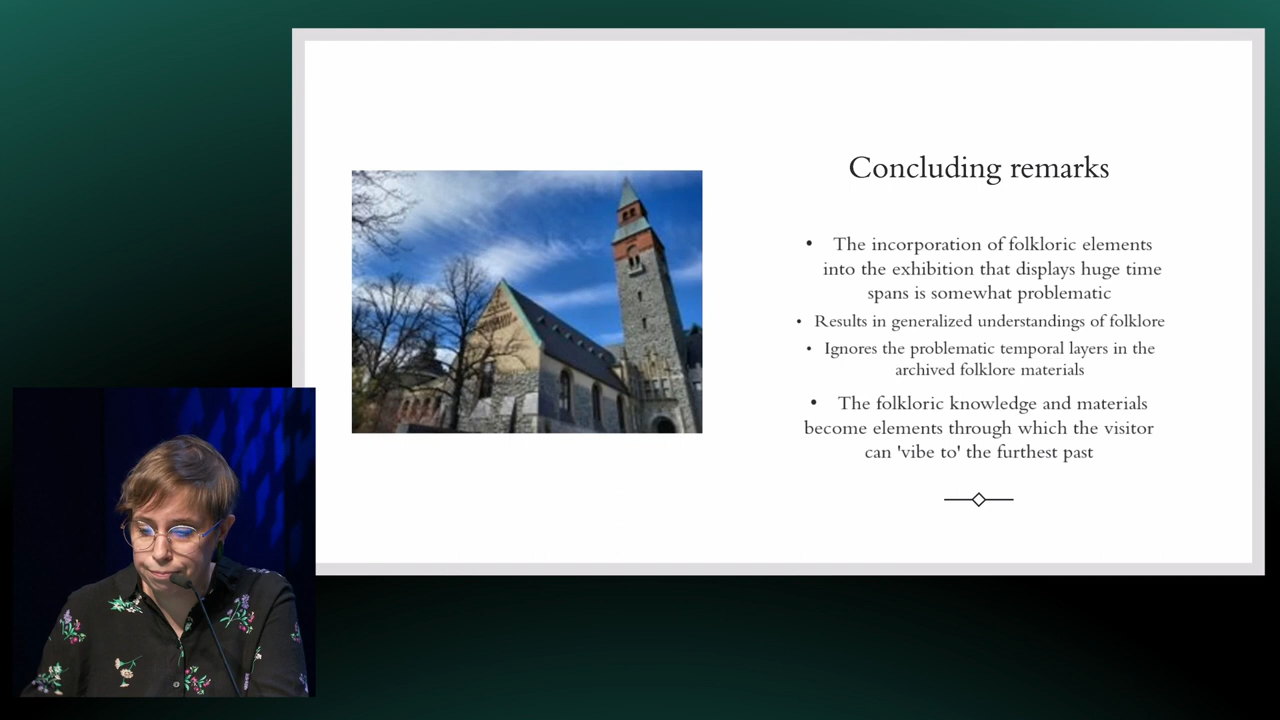 Concluding remarks
• The incorporation of folkloric elements
into the exhibition that displays huge time
spans is somewhat problematic
• Results in generalized understandings of folklore
• Ignores the problematic temporal layers in the
archived folklore materials
• The folkloric knowledge and materials
become elements through which the visitor
can 'vibe to' the furthest past